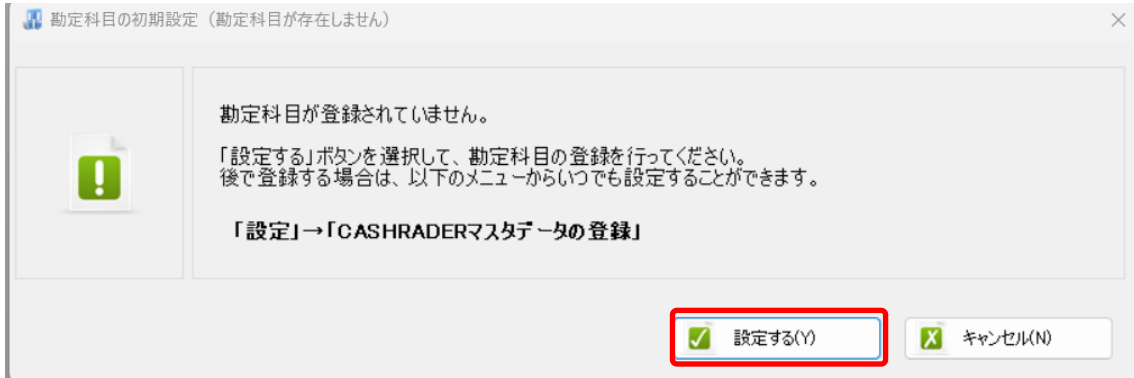 勘定科目の初期設定（勘定科目が存在しません）
勘定科目が登録されていません。
「設定する」ボタンを選択して、勘定科目の登録を行ってください。
後で登録する場合は、以下のメニューからいつでも設定することができます。
「設定」→「CASHRADERマスタデータの登録」
設定する(Y)
キャンセル(N)